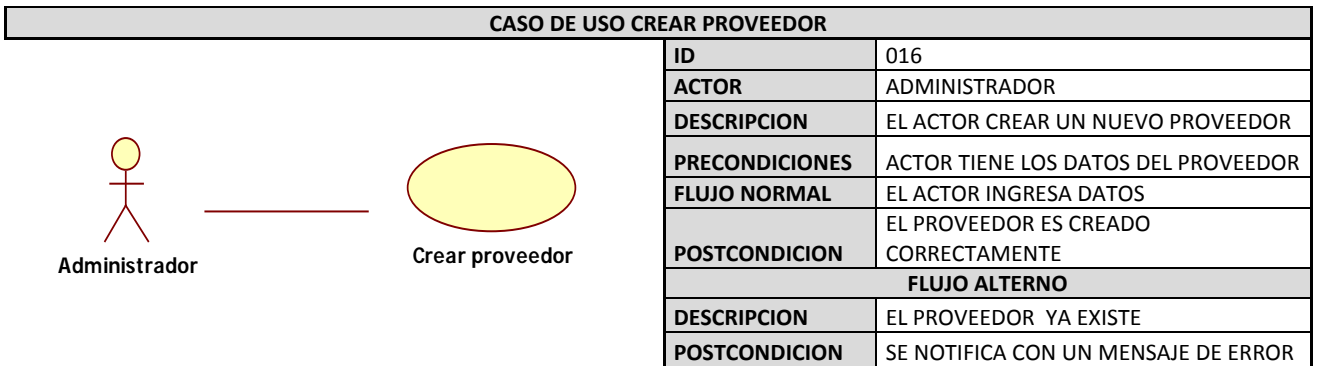 CASO DE USO CREAR PROVEEDOR
ID 016
ACTOR ADMINISTRADOR
DESCRIPCION EL ACTOR CREAR UN NUEVO PROVEEDOR
PRECONDICIONES ACTOR TIENE LOS DATOS DEL PROVEEDOR
FLUJO NORMAL EL ACTOR INGRESA DATOS
EL PROVEEDOR ES CREADO
POSTCONDICION CORRECTAMENTE
FLUJO ALTERNO
DESCRIPCION EL PROVEEDOR YA EXISTE
POSTCONDICION SE NOTIFICA CON UN MENSAJE DE ERROR
Administrador
Crear proveedor